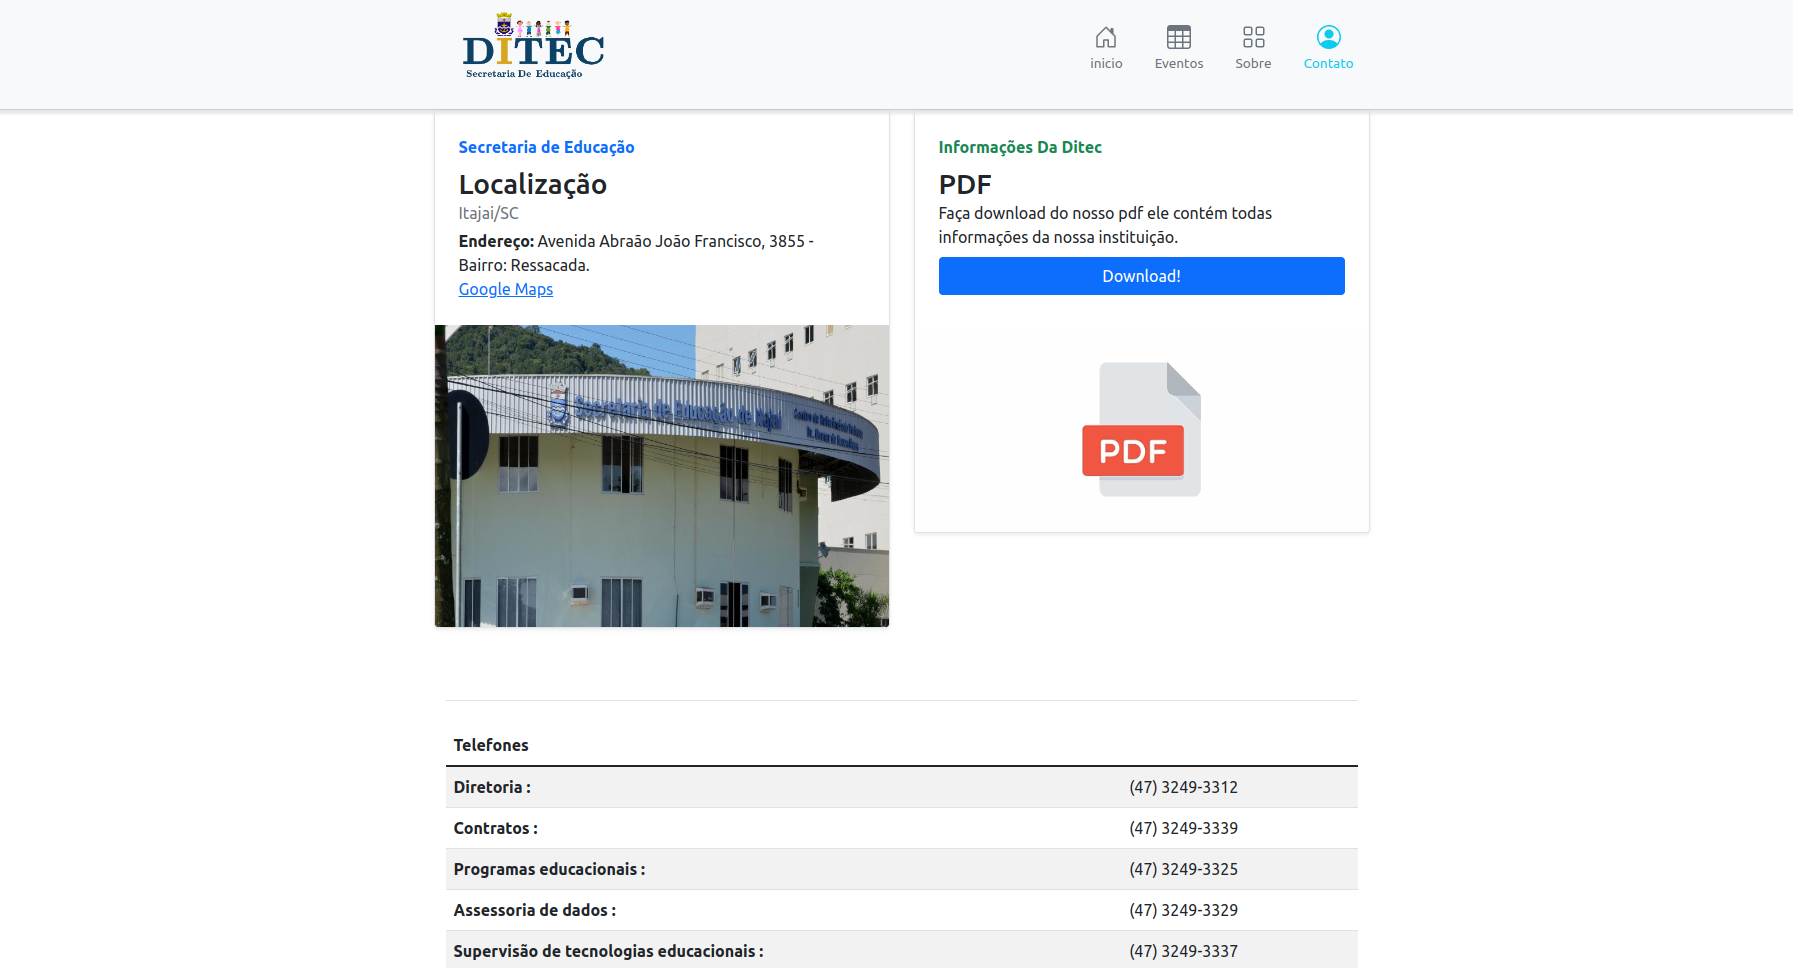 DITEC
Secretaria De Educação
inicio
Eventos
Sobre
Contato
Secretaria de Educação
Localização
Itajai/SC
Endereço: Avenida Abraão João Francisco, 3855 -
Bairro: Ressacada.
Google Maps
Secretaria de Educação de Itajaí
Informações Da Ditec
PDF
Faça download do nosso pdf ele contém todas
informações da nossa instituição.
Download!
PDF
Telefones
Diretoria : (47) 3249-3312
Contratos : (47) 3249-3339
Programas educacionais : (47) 3249-3325
Assessoria de dados : (47) 3249-3329
Supervisão de tecnologias educacionais : (47) 3249-3337